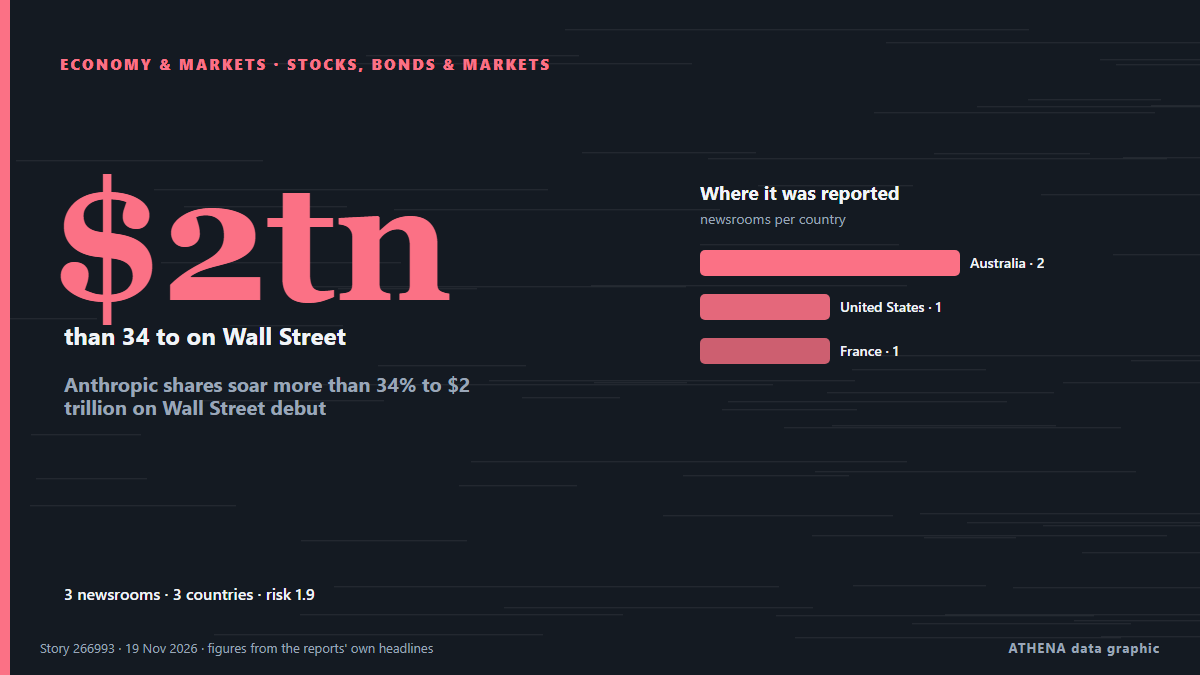 ECONOMY & MARKETS · STOCKS, BONDS & MARKETS
$2tn
than 34 to on Wall Street
Anthropic shares soar more than 34% to $2
trillion on Wall Street debut
Where it was reported
newsrooms per country
Australia · 2
United States · 1
France · 1
3 newsrooms · 3 countries · risk 1.9
Story 266993 · 19 Nov 2026 · figures from the reports' own headlines
ATHENA data graphic